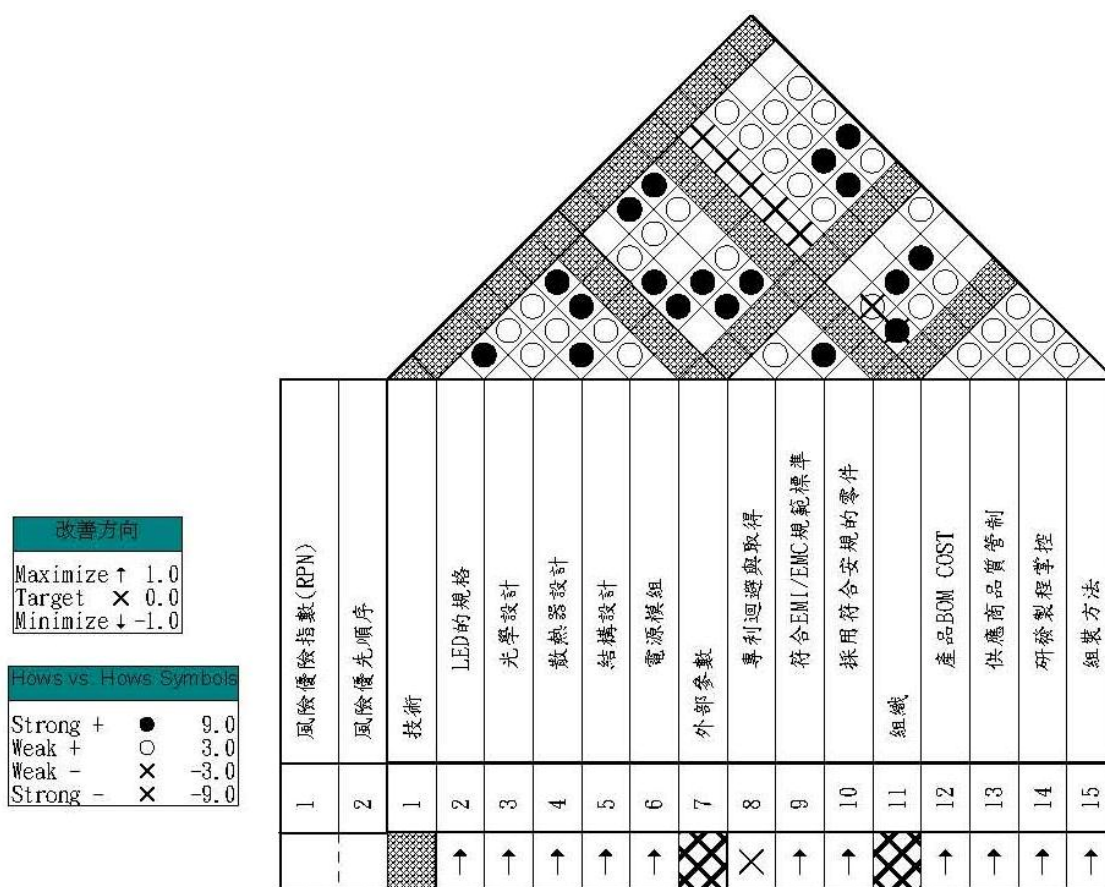 改善方向
Maximize ↑ 1.0
Target × 0.0
Minimize ↓ -1.0
Hows vs. Hows Symbols
Strong + ● 9.0
Weak + ○ 3.0
Weak - × -3.0
Strong - × -9.0
風險優險指數(RPN)
風險優先順序
技術
LED的規格
光學設計
散熱器設計
結構設計
電源模組
外部參數
專利迴避與取得
符合EMI/EMC規範標準
採用符合安規的零件
組織
產品BOM COST
供應商品質管制
研發製程掌控
組裝方法
1 2 1 2 3 4 5 6 7 8 9 10 11 12 13 14 15